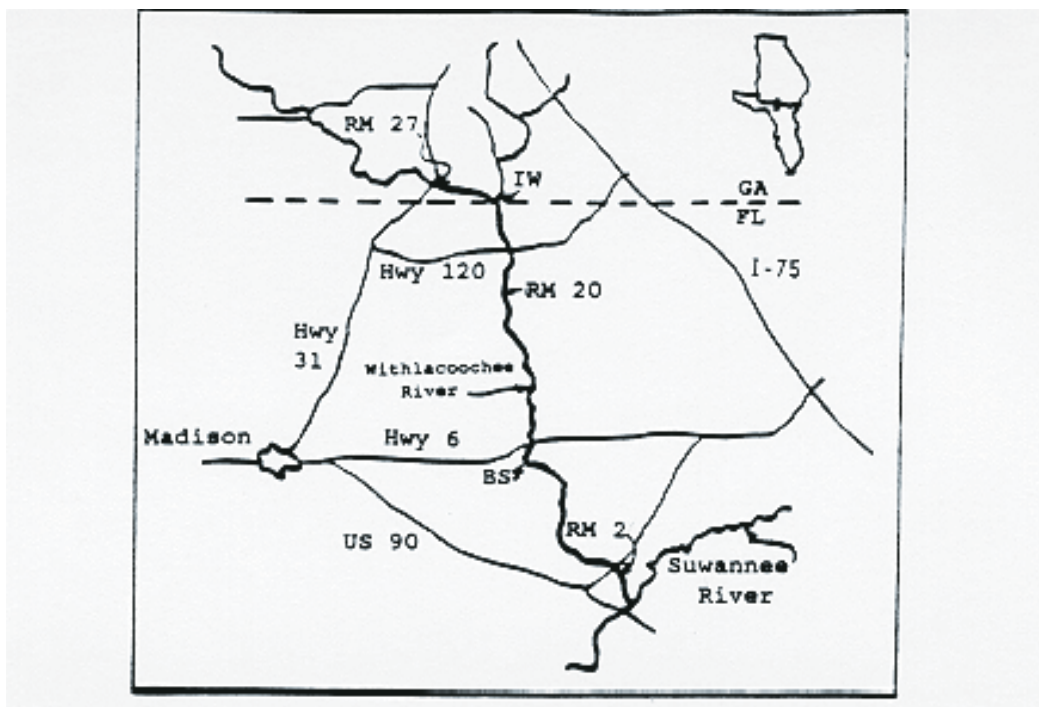 RM 27
IW
GA
FL
Hwy 120
I-75
RM 20
Hwy
31
Withlacoochee
River
Madison
Hwy 6
BS
RM 2
US 90
Suwannee
River